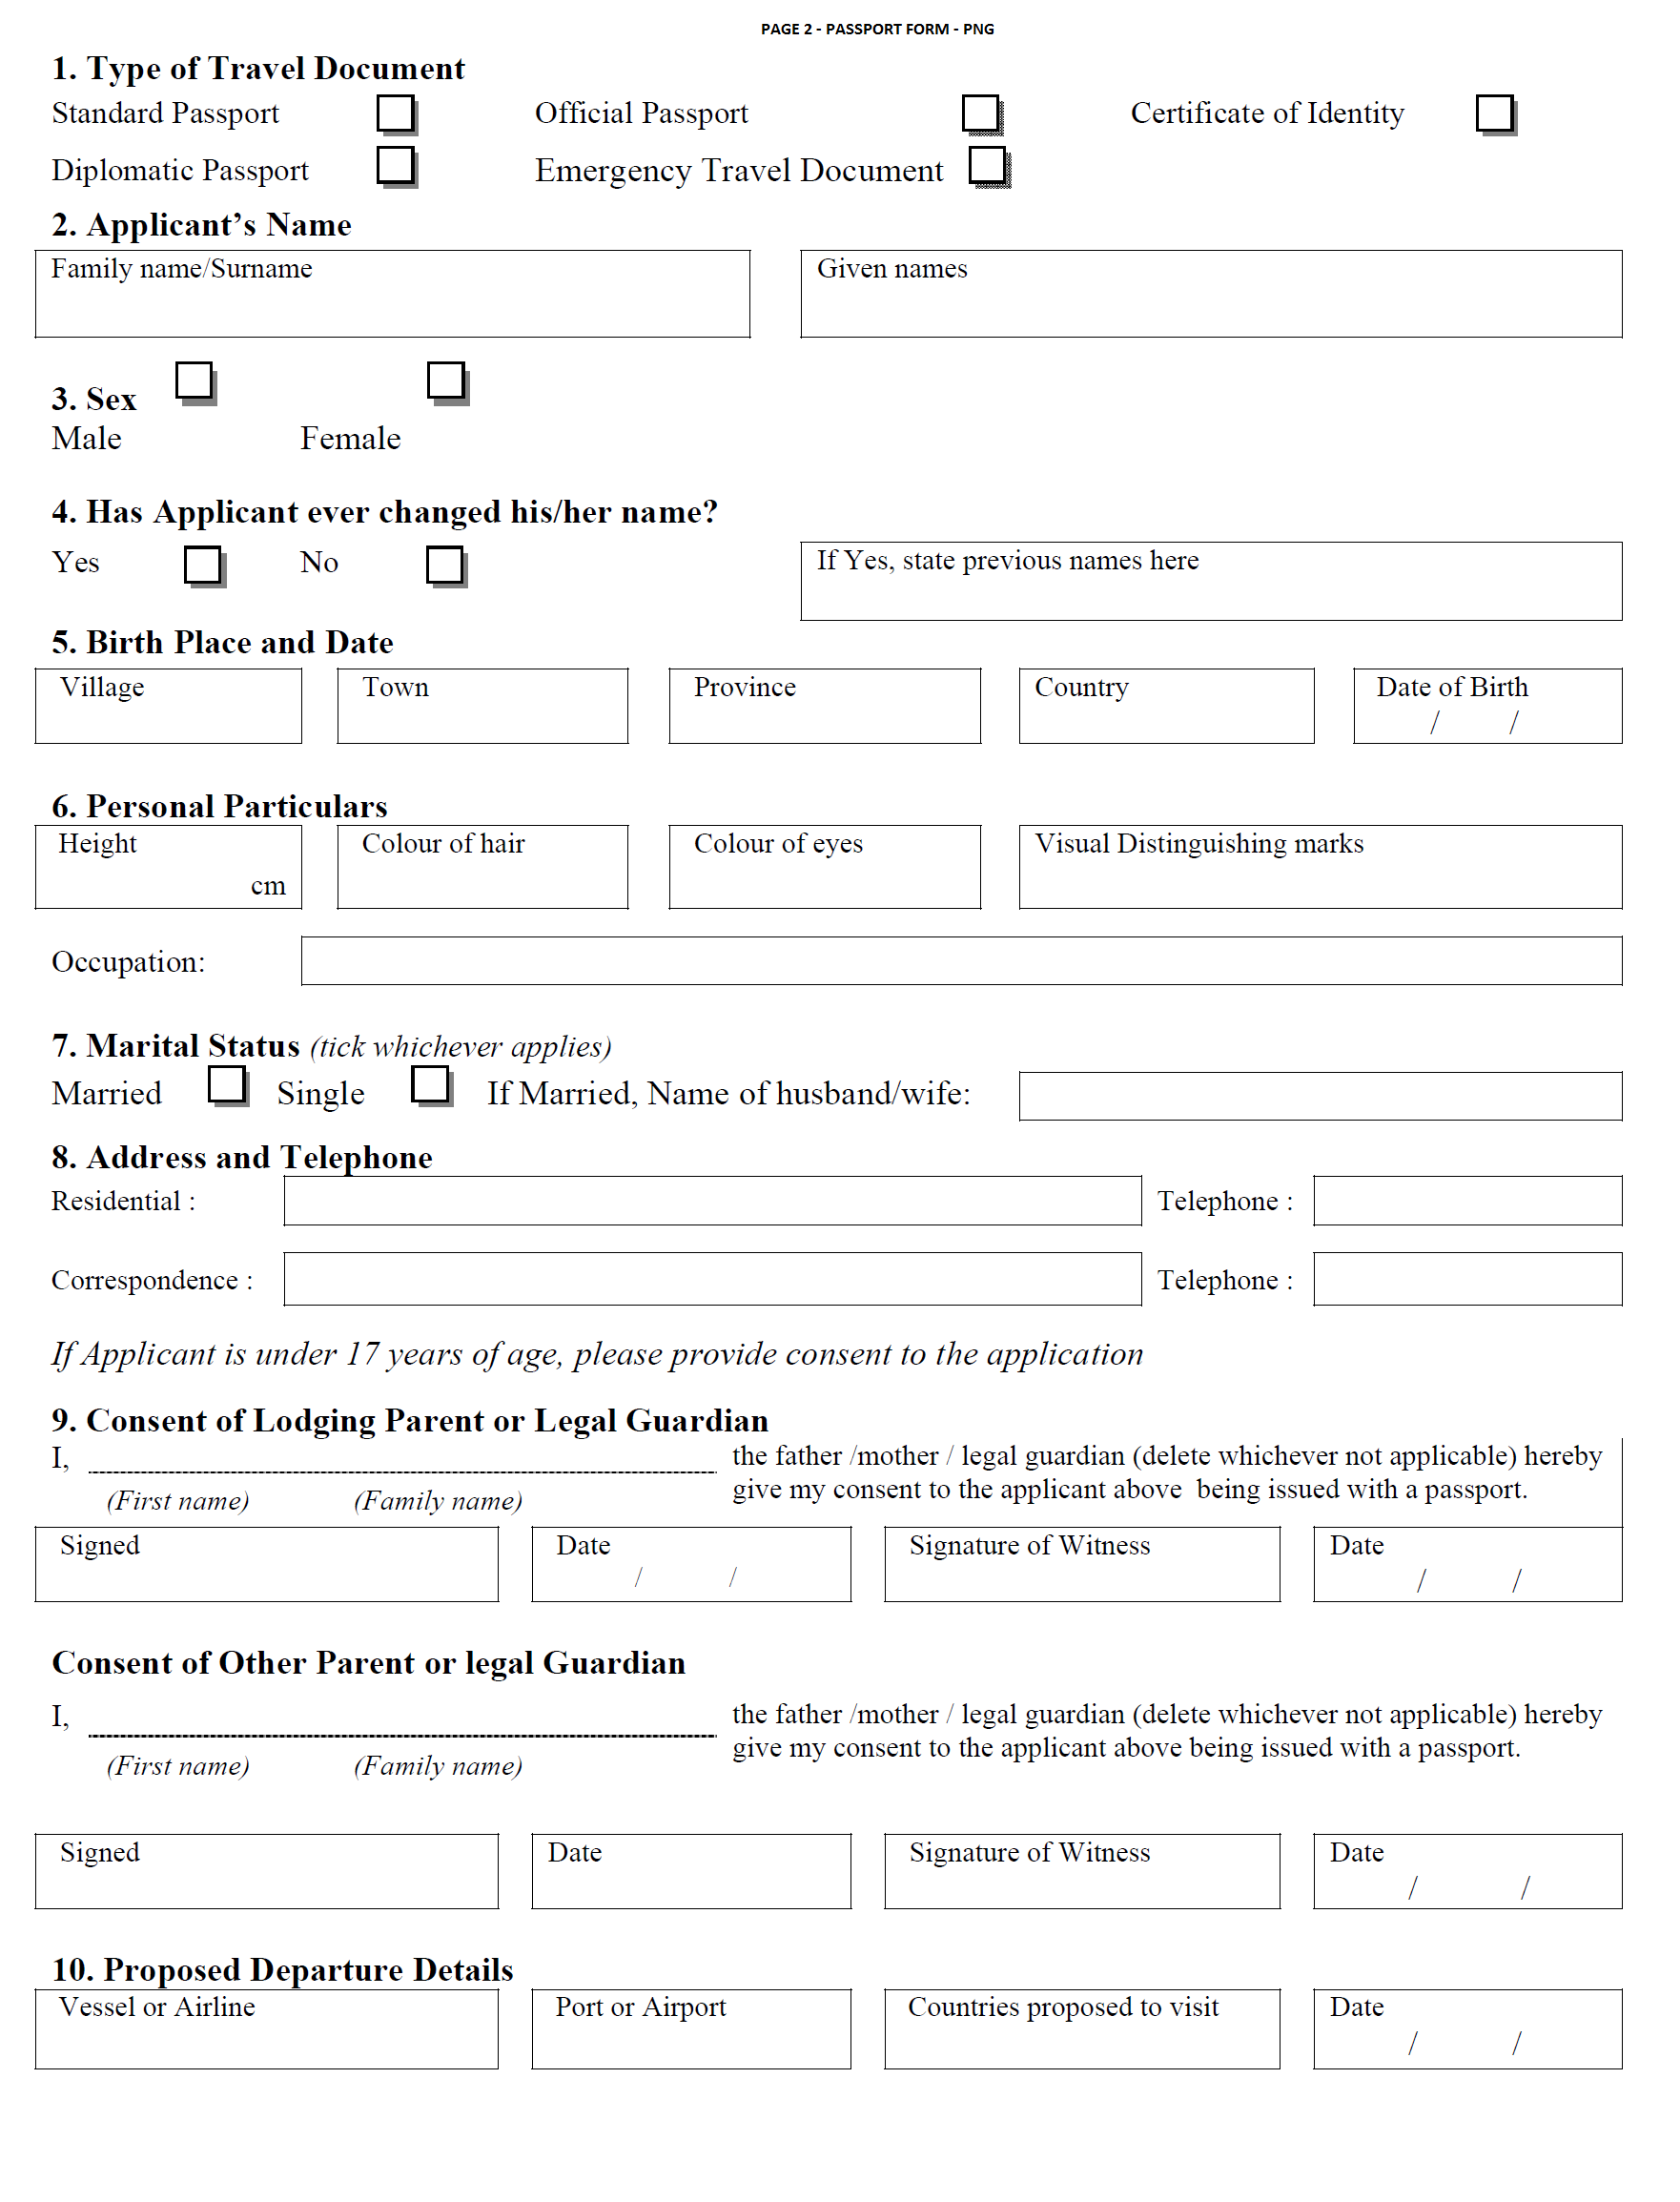 PAGE 2 - PASSPORT FORM - PNG
1. Type of Travel Document
Standard Passport Official Passport Certificate of Identity
Diplomatic Passport Emergency Travel Document
2. Applicant’s Name
Family name/Surname Given names
3. Sex
Male Female
4. Has Applicant ever changed his/her name?
Yes No If Yes, state previous names here
5. Birth Place and Date
Village Town Province Country Date of Birth
/ /
6. Personal Particulars
Height Colour of hair Colour of eyes Visual Distinguishing marks
cm
Occupation:
7. Marital Status (tick whichever applies)
Married Single If Married, Name of husband/wife:
8. Address and Telephone
Residential : Telephone :
Correspondence : Telephone :
If Applicant is under 17 years of age, please provide consent to the application
9. Consent of Lodging Parent or Legal Guardian
I, the father /mother / legal guardian (delete whichever not applicable) hereby
(First name) (Family name) give my consent to the applicant above being issued with a passport.
Signed Date Signature of Witness Date
/ / / /
Consent of Other Parent or legal Guardian
I, the father /mother / legal guardian (delete whichever not applicable) hereby
(First name) (Family name) give my consent to the applicant above being issued with a passport.
Signed Date Signature of Witness Date
/ /
10. Proposed Departure Details
Vessel or Airline Port or Airport Countries proposed to visit Date
/ /